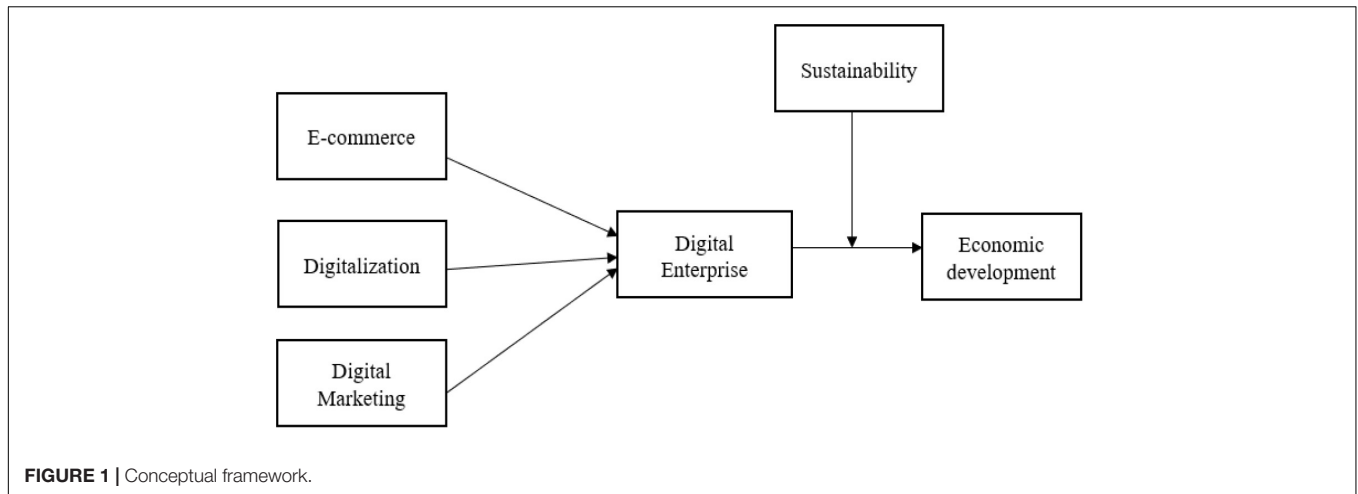 Sustainability
E-commerce
Digitalization
Digital
Enterprise
Economic
development
Digital
Marketing
FIGURE 1 | Conceptual framework.